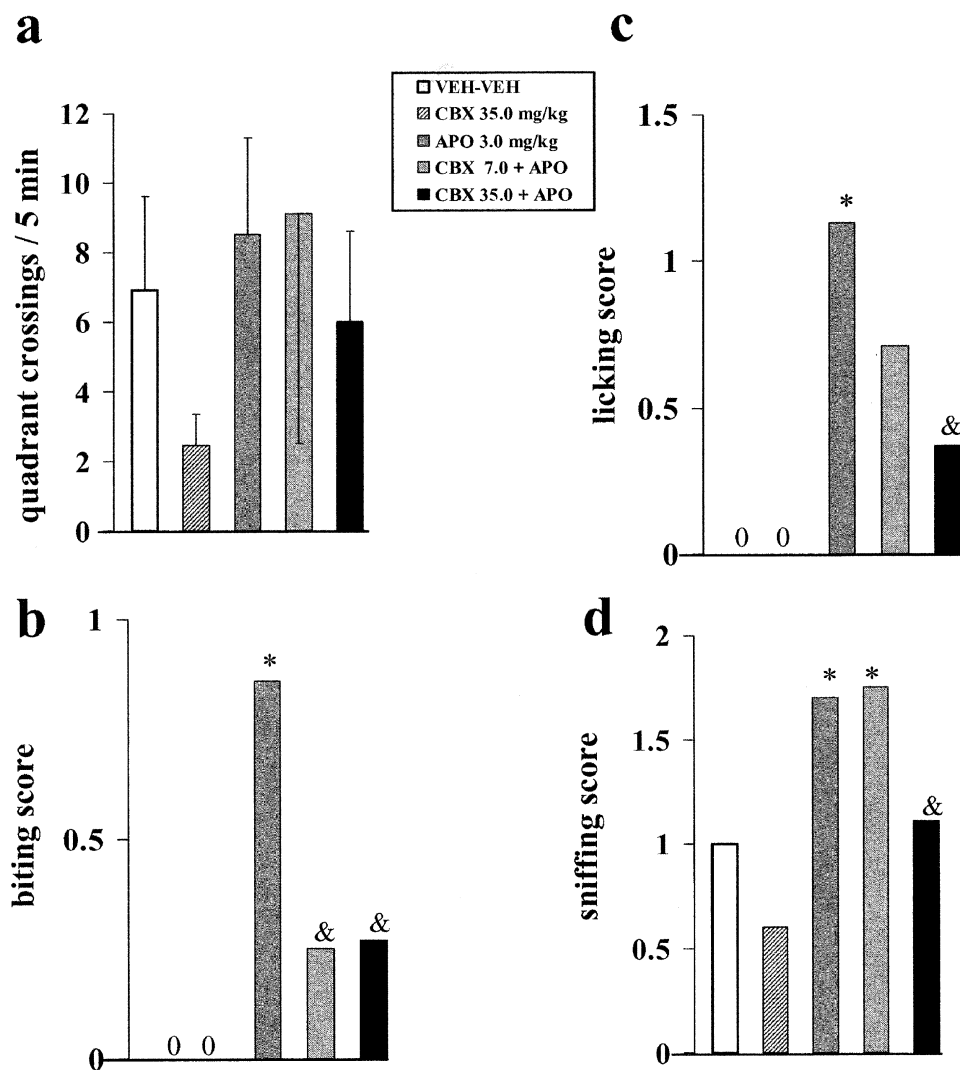 a
12
10
8
6
4
2
0
quadrant crossings / 5 min
VEH-VEH
CBX 35.0 mg/kg
APO 3.0 mg/kg
CBX 7.0 + APO
CBX 35.0 + APO
c
1.5
1
0.5
0
licking score
0 0
*
&
b
1
0.5
0
biting score
0 0
*
&
&
d
2
1.5
1
0.5
0
sniffing score
*
*
&